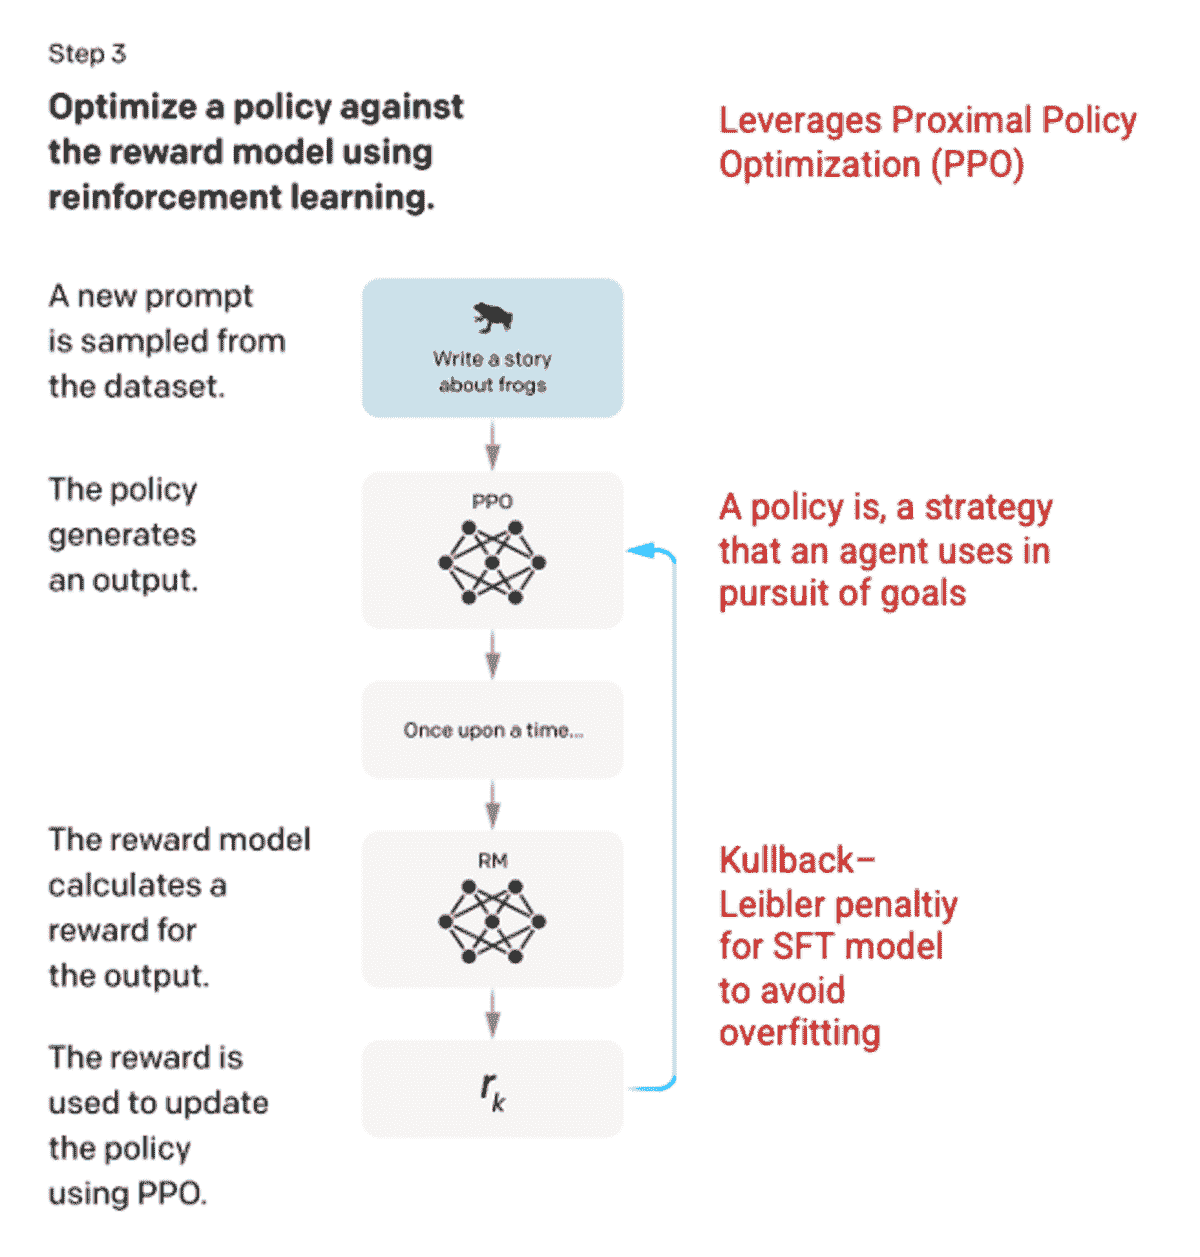 Step 3
Optimize a policy against
the reward model using
reinforcement learning.
Leverages Proximal Policy
Optimization (PPO)
A new prompt
is sampled from
the dataset.
Write a story
about frogs
The policy
generates
an output.
PPO
A policy is, a strategy
that an agent uses in
pursuit of goals
Once upon a time...
The reward model
calculates a
reward for
the output.
RM
Kullback–
Leibler penaltiy
for SFT model
to avoid
overfitting
The reward is
used to update
the policy
using PPO.
rk